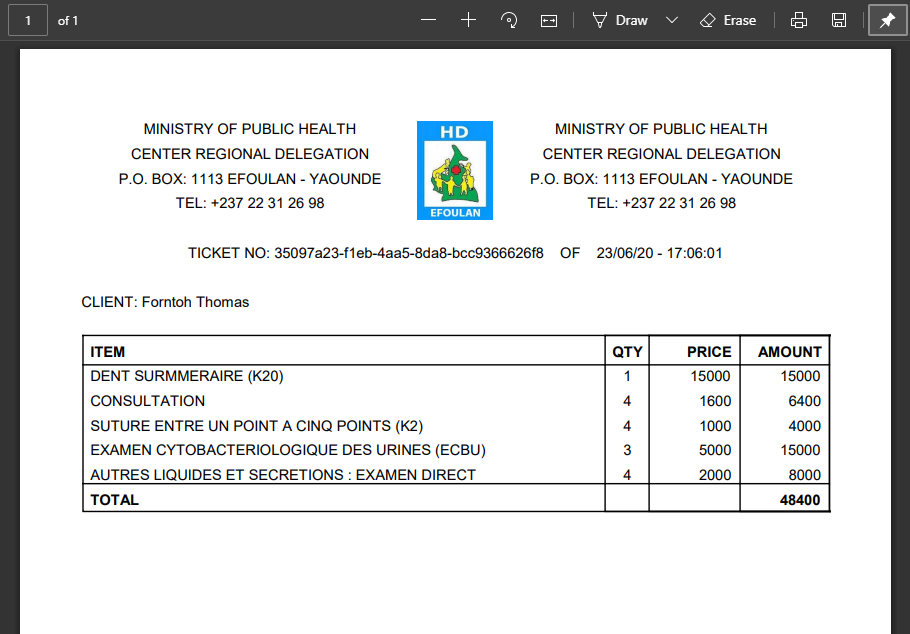 1 of 1 Draw Erase
MINISTRY OF PUBLIC HEALTH
CENTER REGIONAL DELEGATION
P.O. BOX: 1113 EFOULAN - YAOUNDE
TEL: +237 22 31 26 98
HD
EFOULAN
MINISTRY OF PUBLIC HEALTH
CENTER REGIONAL DELEGATION
P.O. BOX: 1113 EFOULAN - YAOUNDE
TEL: +237 22 31 26 98
TICKET NO: 35097a23-f1eb-4aa5-8da8-bcc9366626f8 OF 23/06/20 - 17:06:01
CLIENT: Forntoh Thomas
ITEM QTY PRICE AMOUNT
DENT SURMMERAIRE (K20) 1 15000 15000
CONSULTATION 4 1600 6400
SUTURE ENTRE UN POINT A CINQ POINTS (K2) 4 1000 4000
EXAMEN CYTOBACTERIOLOGIQUE DES URINES (ECBU) 3 5000 15000
AUTRES LIQUIDES ET SECRETIONS : EXAMEN DIRECT 4 2000 8000
TOTAL 48400